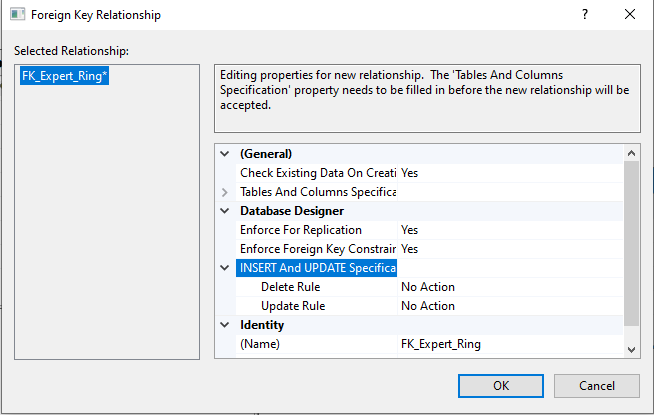 Foreign Key Relationship
Selected Relationship:
FK_Expert_Ring*
Editing properties for new relationship. The 'Tables And Columns
Specification' property needs to be filled in before the new relationship will be
accepted.
(General)
Check Existing Data On Creati Yes
Tables And Columns Specifica
Database Designer
Enforce For Replication Yes
Enforce Foreign Key Constrain Yes
INSERT And UPDATE Specifica
Delete Rule No Action
Update Rule No Action
Identity
(Name) FK_Expert_Ring
OK Cancel